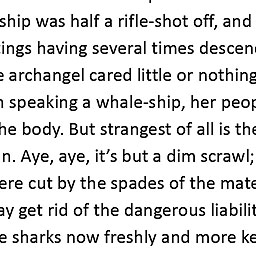 ship was half a rifle-shot off, and
ings having several times descen
archangel cared little or nothing
speaking a whale-ship, her peop
he body. But strangest of all is the
n. Aye, aye, it’s but a dim scrawl;
ere cut by the spades of the mate
ay get rid of the dangerous liabilit
e sharks now freshly and more ke